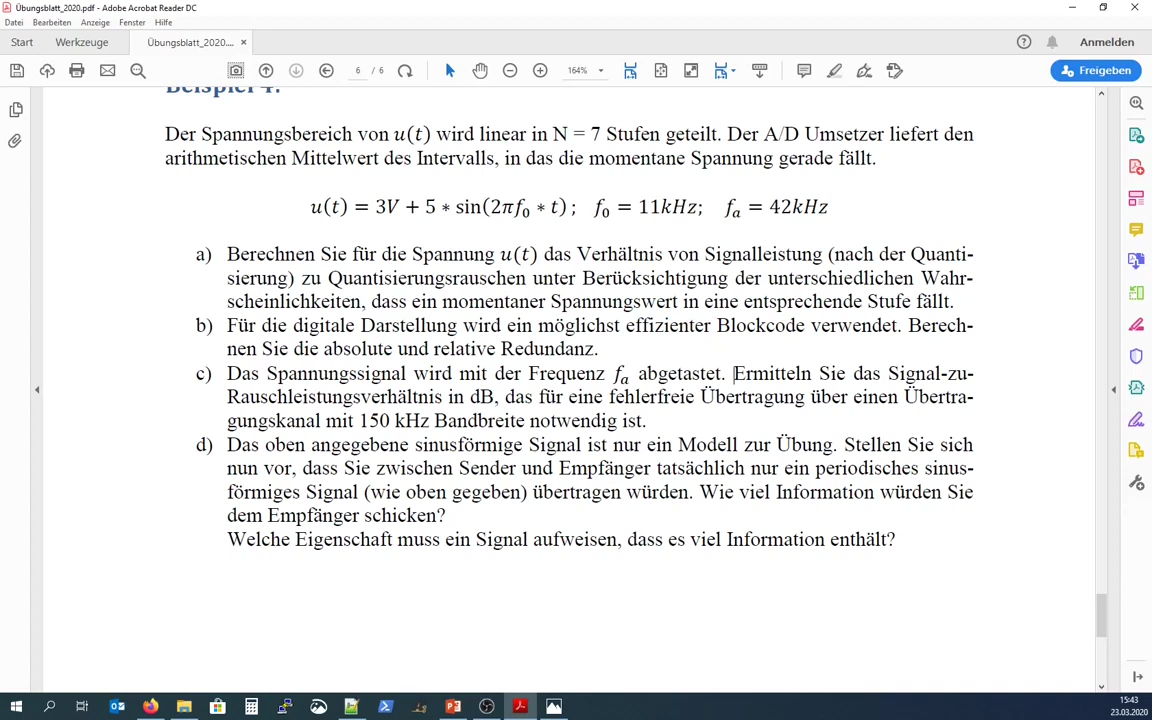 Übungsblatt_2020.pdf - Adobe Acrobat Reader DC
Datei Bearbeiten Anzeige Fenster Hilfe
Start Werkzeuge Übungsblatt_2020.... × Anmelden
6 / 6 164% Freigeben
Beispiel 4:
Der Spannungsbereich von u(t) wird linear in N = 7 Stufen geteilt. Der A/D Umsetzer liefert den
arithmetischen Mittelwert des Intervalls, in das die momentane Spannung gerade fällt.
u(t) = 3V + 5 ∗ sin(2πf₀ ∗ t) ; f₀ = 11kHz; fₐ = 42kHz
a) Berechnen Sie für die Spannung u(t) das Verhältnis von Signalleistung (nach der Quanti-
sierung) zu Quantisierungsrauschen unter Berücksichtigung der unterschiedlichen Wahr-
scheinlichkeiten, dass ein momentaner Spannungswert in eine entsprechende Stufe fällt.
b) Für die digitale Darstellung wird ein möglichst effizienter Blockcode verwendet. Berech-
nen Sie die absolute und relative Redundanz.
c) Das Spannungssignal wird mit der Frequenz fₐ abgetastet. Ermitteln Sie das Signal-zu-
Rauschleistungsverhältnis in dB, das für eine fehlerfreie Übertragung über einen Übertra-
gungskanal mit 150 kHz Bandbreite notwendig ist.
d) Das oben angegebene sinusförmige Signal ist nur ein Modell zur Übung. Stellen Sie sich
nun vor, dass Sie zwischen Sender und Empfänger tatsächlich nur ein periodisches sinus-
förmiges Signal (wie oben gegeben) übertragen würden. Wie viel Information würden Sie
dem Empfänger schicken?
Welche Eigenschaft muss ein Signal aufweisen, dass es viel Information enthält?
15:43
23.03.2020